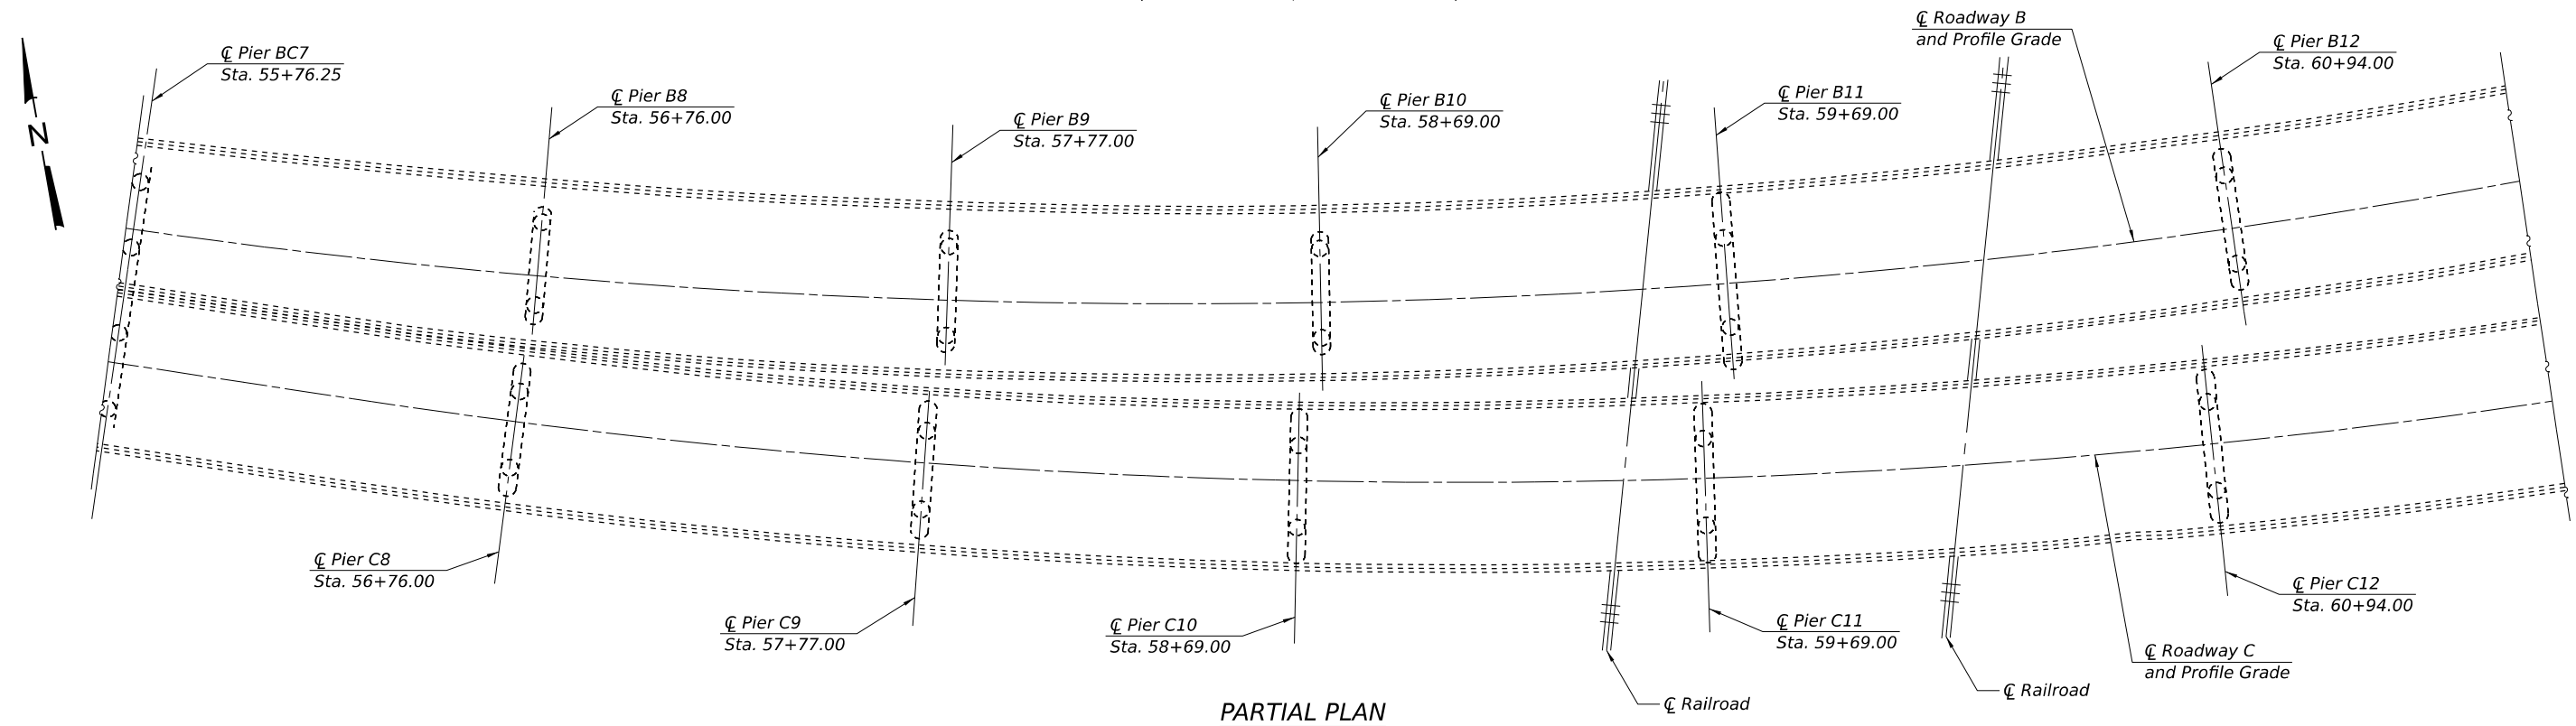 ℄ Roadway B
and Profile Grade
℄ Pier BC7
Sta. 55+76.25
℄ Pier B8
Sta. 56+76.00
℄ Pier B9
Sta. 57+77.00
℄ Pier B10
Sta. 58+69.00
℄ Pier B11
Sta. 59+69.00
℄ Pier B12
Sta. 60+94.00
N
℄ Pier C8
Sta. 56+76.00
℄ Pier C9
Sta. 57+77.00
℄ Pier C10
Sta. 58+69.00
℄ Pier C11
Sta. 59+69.00
℄ Pier C12
Sta. 60+94.00
℄ Roadway C
and Profile Grade
℄ Railroad
℄ Railroad
PARTIAL PLAN